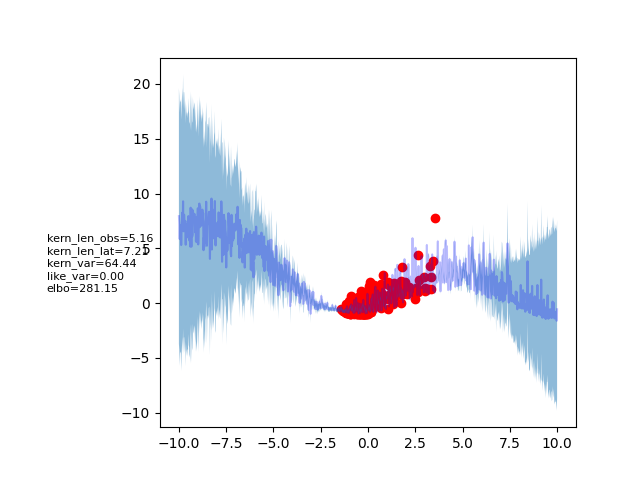 20
15
10
5
0
−5
−10
kern_len_obs=5.16
kern_len_lat=7.21
kern_var=64.44
like_var=0.00
elbo=281.15
−10.0 −7.5 −5.0 −2.5 0.0 2.5 5.0 7.5 10.0